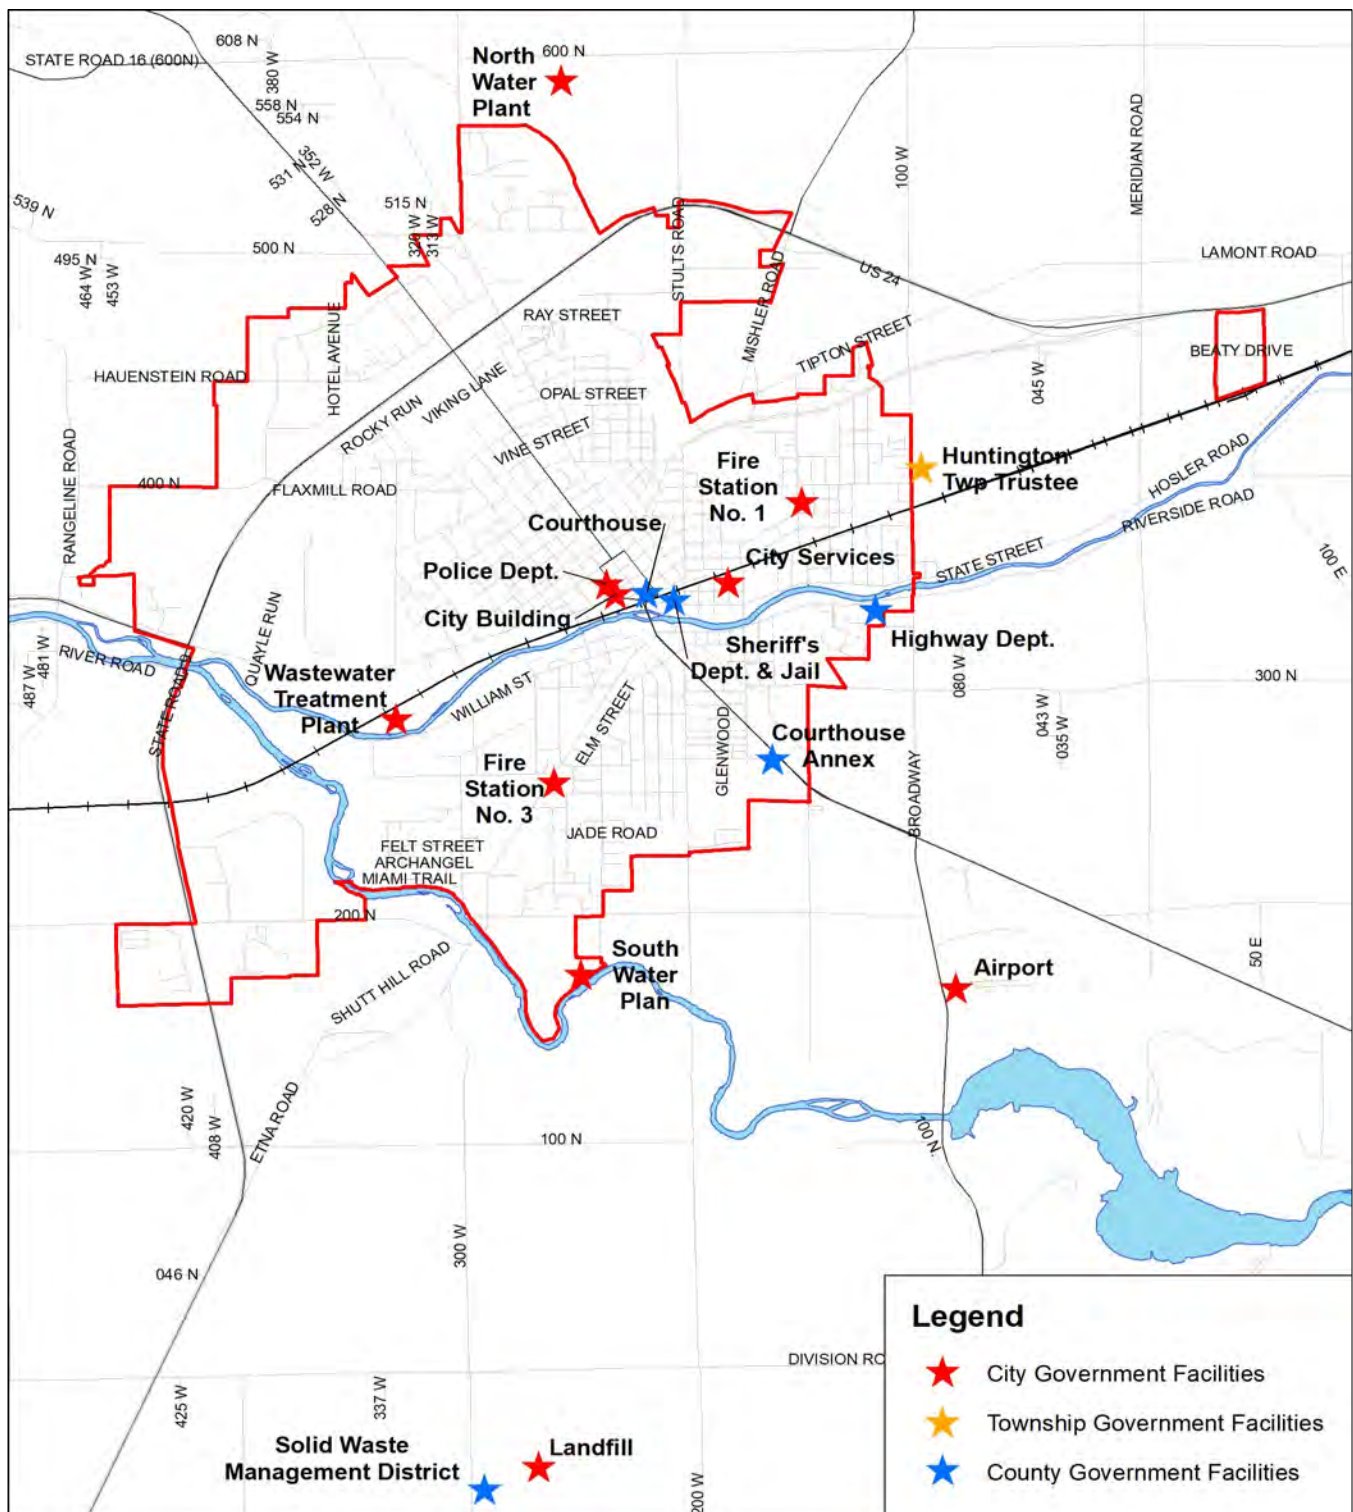 608 N
STATE ROAD 16 (600N)
380 W
North
Water
Plant
600 N
558 N
554 N
MERIDIAN ROAD
100 W
352 W
531 N
528 N
539 N
515 N
329 W
313 W
500 N
495 N
464 W
453 W
STULTS ROAD
MISHLER ROAD
US 24
LAMONT ROAD
RAY STREET
HOTEL AVENUE
TIPTON STREET
BEATY DRIVE
HAUENSTEIN ROAD
VIKING LANE
OPAL STREET
045 W
ROCKY RUN
VINE STREET
RANGELINE ROAD
400 N
FLAXMILL ROAD
Fire
Station
No. 1
Huntington
Twp Trustee
HOSLER ROAD
RIVERSIDE ROAD
Courthouse
Police Dept.
City Building
City Services
STATE STREET
100 E
QUAYLE RUN
RIVER ROAD
487 W
481 W
STATE ROAD 9
Wastewater
Treatment
Plant
WILLIAM ST.
Sheriff's
Dept. & Jail
Highway Dept.
080 W
300 N
043 W
035 W
ELM STREET
GLENWOOD
Courthouse
Annex
BROADWAY
Fire
Station
No. 3
JADE ROAD
FELT STREET
ARCHANGEL
MIAMI TRAIL
200 N
SHUTT HILL ROAD
South
Water
Plan
Airport
50 E
420 W
408 W
ETNA ROAD
100 N
100 N.
300 W
046 N
Legend
City Government Facilities
Township Government Facilities
County Government Facilities
DIVISION RO
425 W
337 W
Solid Waste
Management District
Landfill
200 W